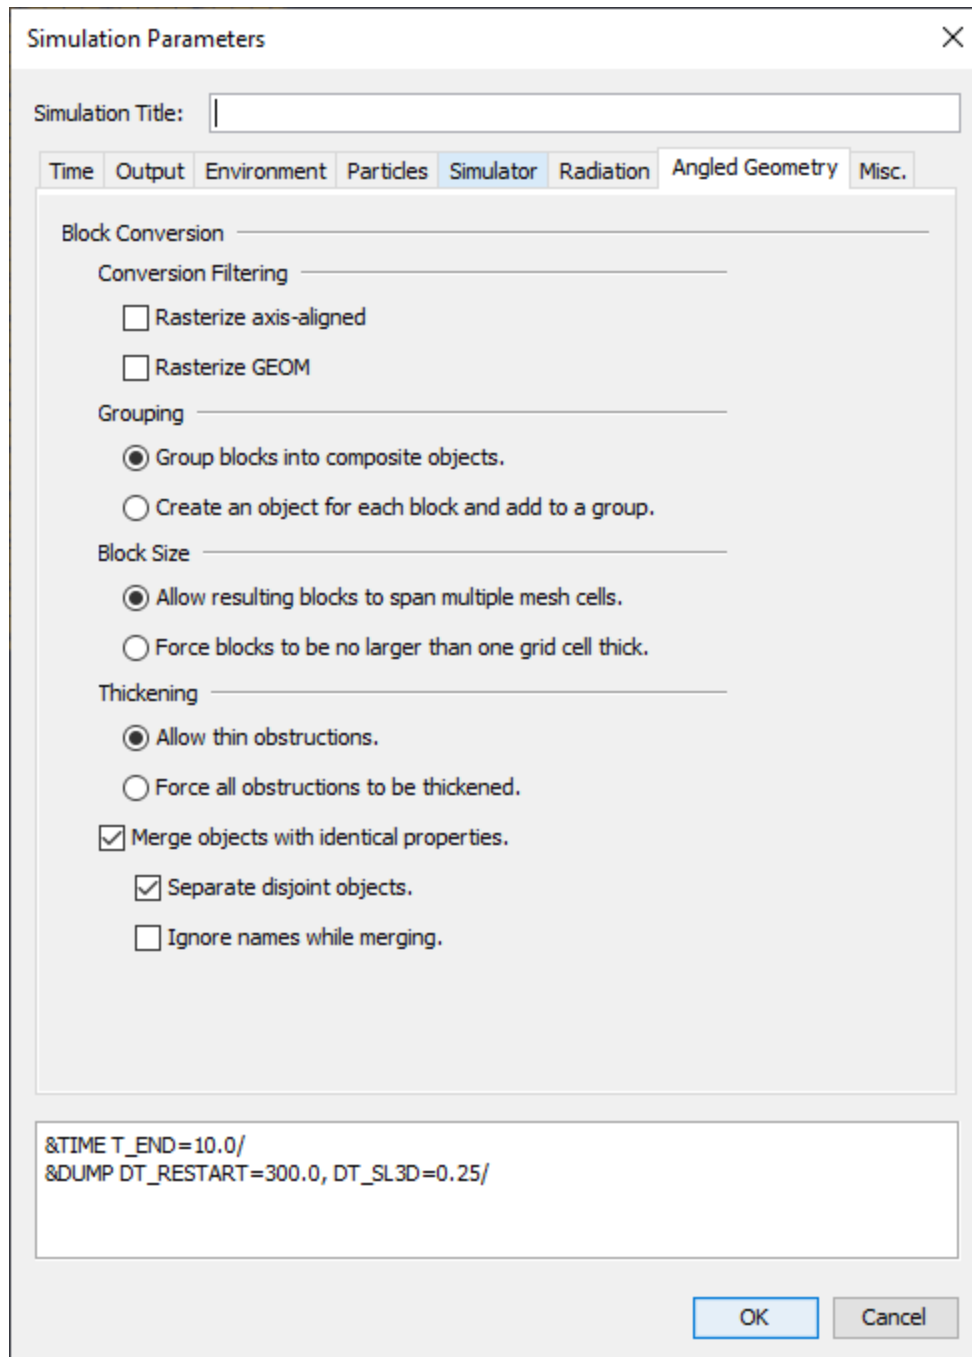 Simulation Parameters
Simulation Title:
Time Output Environment Particles Simulator Radiation Angled Geometry Misc.
Block Conversion
Conversion Filtering
Rasterize axis-aligned
Rasterize GEOM
Grouping
Group blocks into composite objects.
Create an object for each block and add to a group.
Block Size
Allow resulting blocks to span multiple mesh cells.
Force blocks to be no larger than one grid cell thick.
Thickening
Allow thin obstructions.
Force all obstructions to be thickened.
Merge objects with identical properties.
Separate disjoint objects.
Ignore names while merging.
&TIME T_END=10.0/
&DUMP DT_RESTART=300.0, DT_SL3D=0.25/
OK Cancel